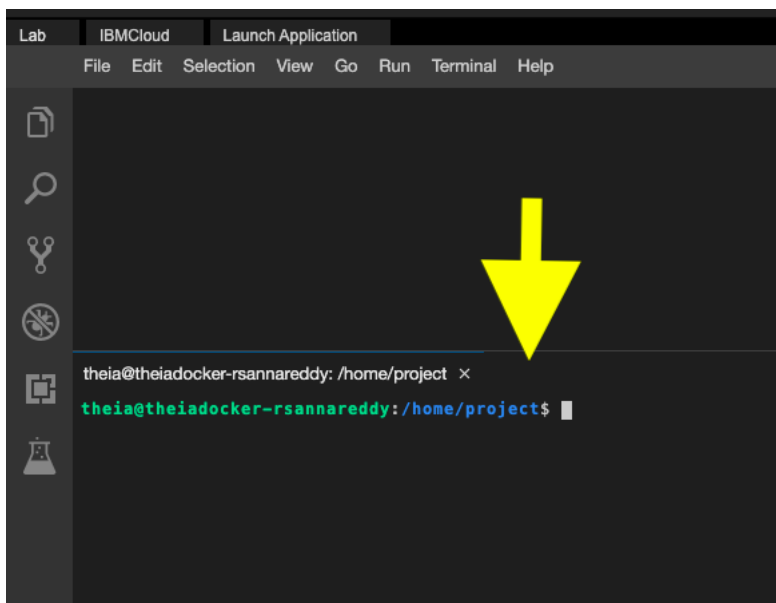 Lab IBMCloud Launch Application
File Edit Selection View Go Run Terminal Help
theia@theiadocker-rsannareddy: /home/project ×
theia@theiadocker-rsannareddy:/home/project$